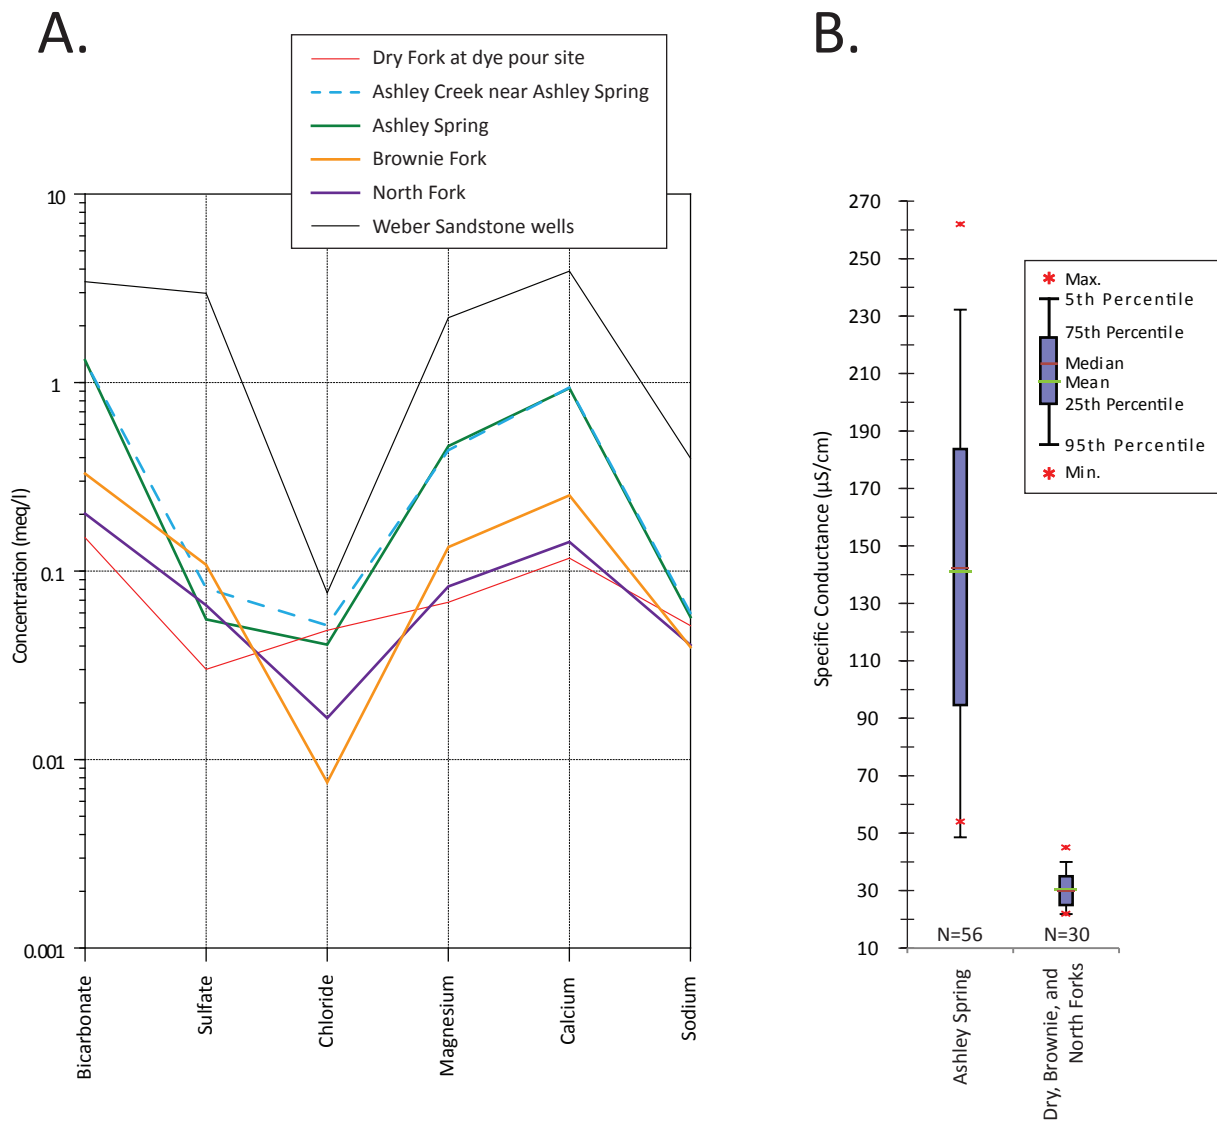 A.
Dry Fork at dye pour site
Ashley Creek near Ashley Spring
Ashley Spring
Brownie Fork
North Fork
Weber Sandstone wells
10
1
0.1
0.01
0.001
Concentration (meq/l)
Bicarbonate
Sulfate
Chloride
Magnesium
Calcium
Sodium
B.
270
250
230
210
190
170
150
130
110
90
70
50
30
10
Specific Conductance (µS/cm)
Max.
5th Percentile
75th Percentile
Median
Mean
25th Percentile
95th Percentile
Min.
N=56
N=30
Ashley Spring
Dry, Brownie, and
North Forks